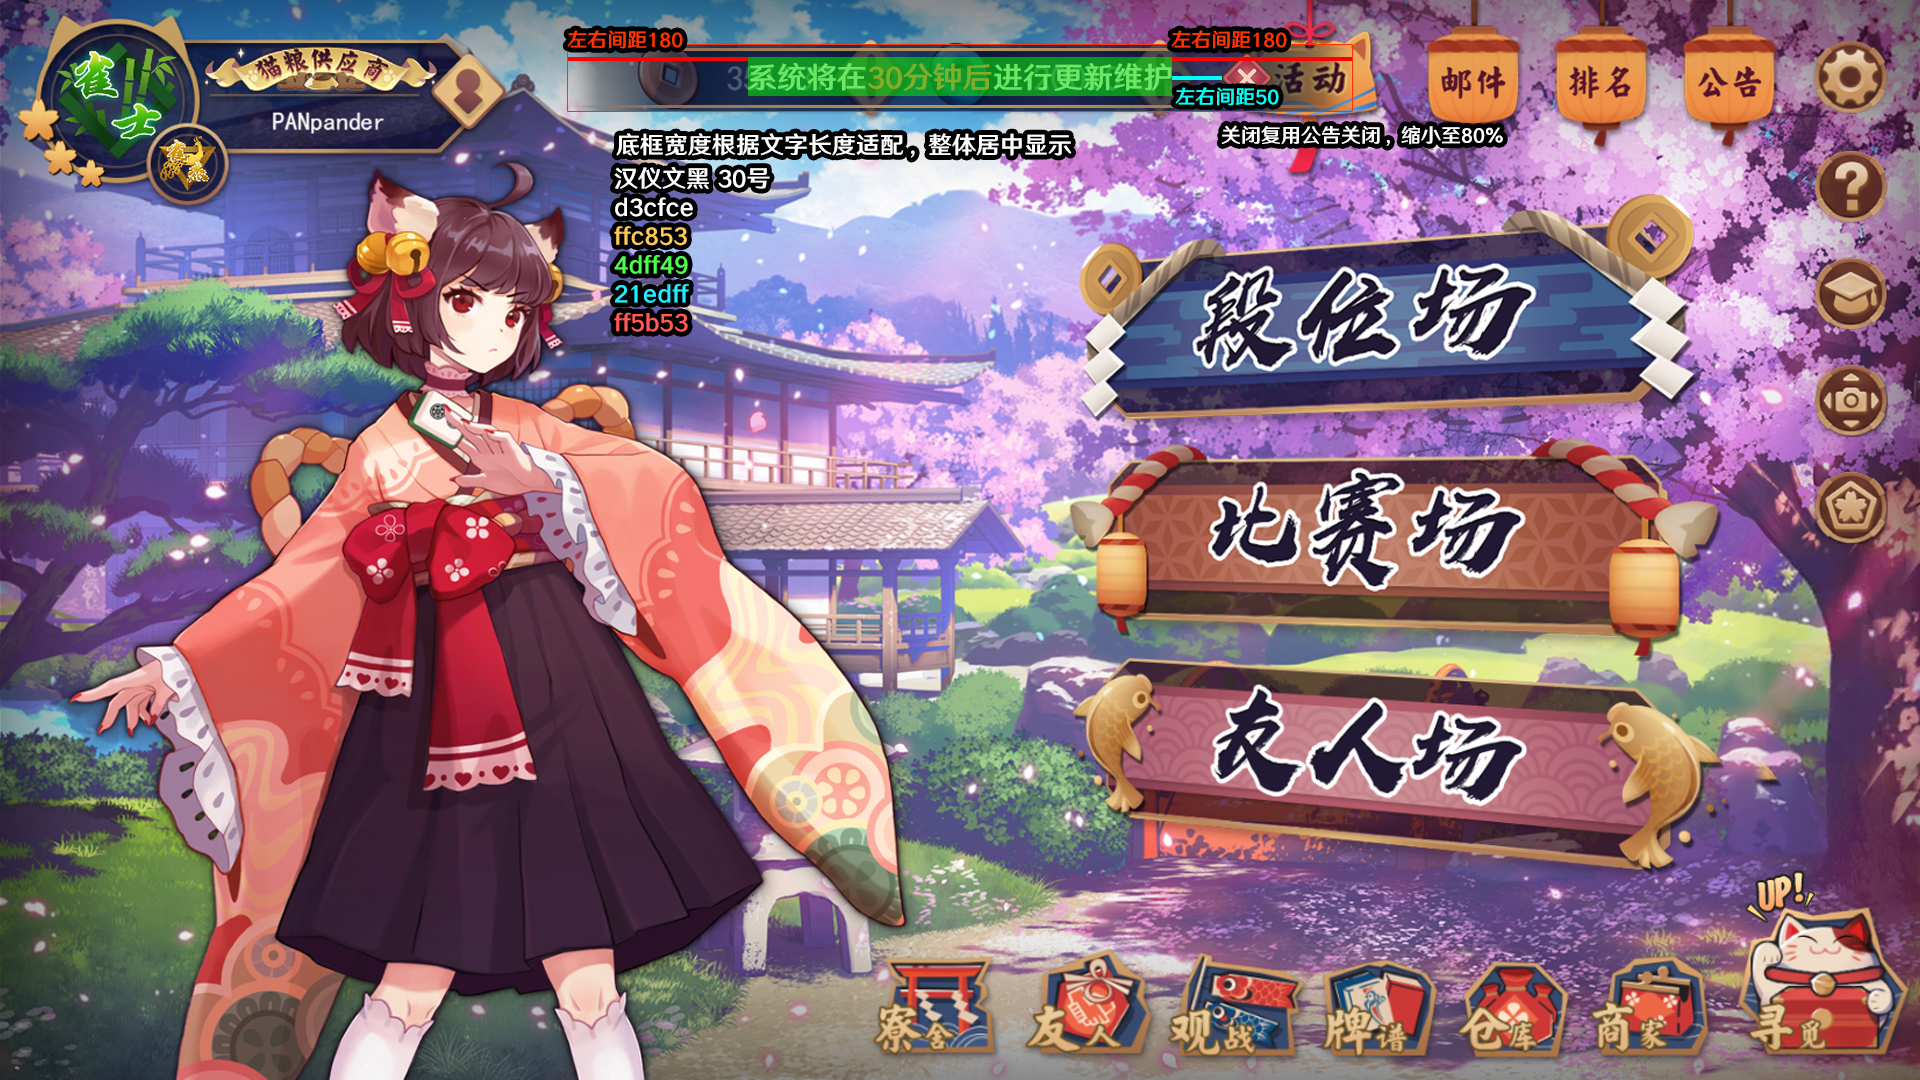 左右间距180
左右间距180
系统将在30分钟后进行更新维护
左右间距50
活动
邮件
排名
公告
雀士
猫粮供应商
PANpander
底框宽度根据文字长度适配，整体居中显示
关闭复用公告关闭，缩小至80%
汉仪文黑 30号
d3cfce
ffc853
4dff49
21edff
ff5b53
段位场
比赛场
友人场
UP!
寮舍
友人
观战
牌谱
仓库
商家
寻觅